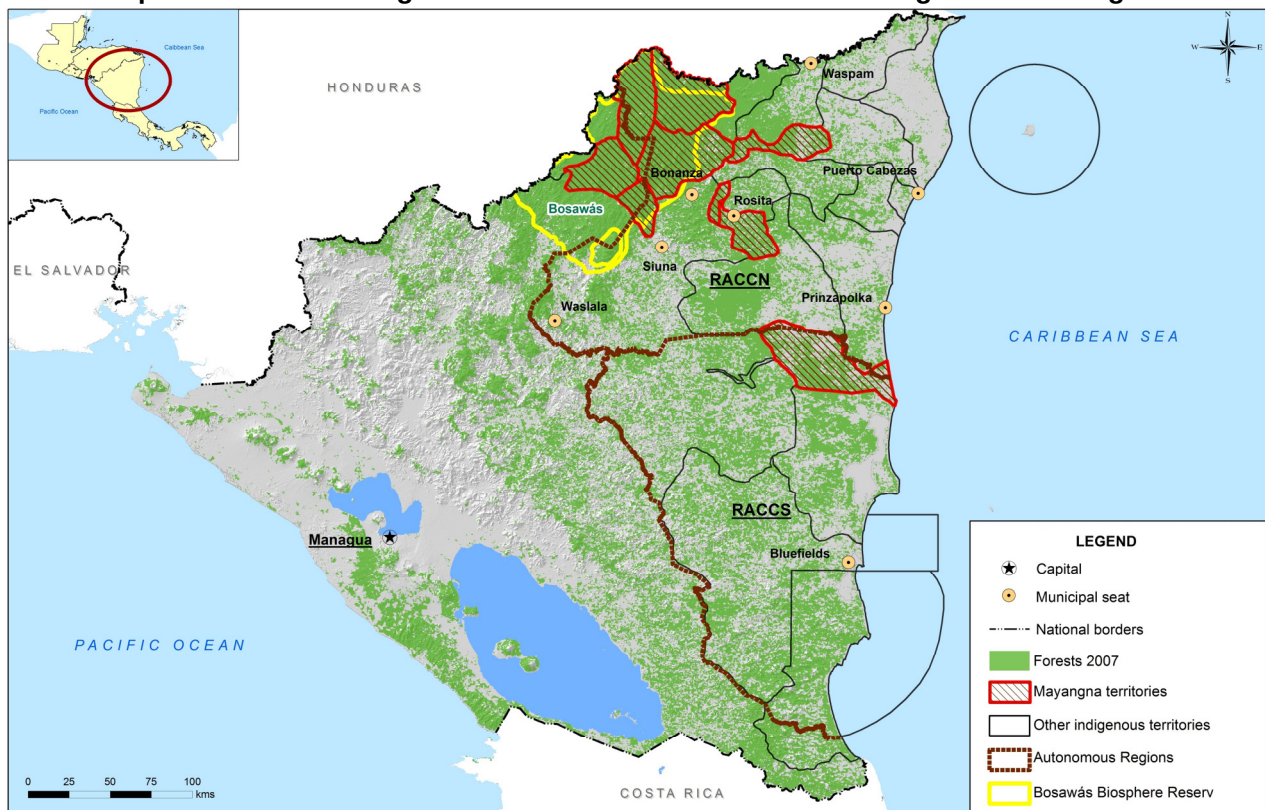 Caibbean Sea
Pacific Ocean
N
W
E
S
HONDURAS
Waspam
Puerto Cabezas
Bonanza
Rosita
Bosawás
Siuna
EL SALVADOR
RACCN
Prinzapolka
Waslala
CARIBBEAN SEA
RACCS
Managua
Bluefields
PACIFIC OCEAN
COSTA RICA
0 25 50 75 100
kms
LEGEND
Capital
Municipal seat
National borders
Forests 2007
Mayangna territories
Other indigenous territories
Autonomous Regions
Bosawás Biosphere Reserv